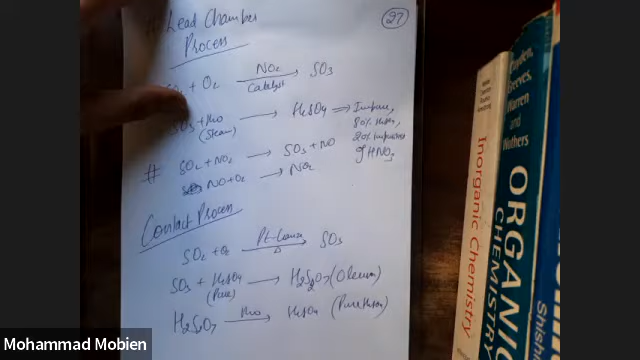 27
Lead Chamber
Process
+ O₂ NO₂ → SO₃
Catalyst
SO₃ + H₂O → H₂SO₄ ⟹ Impure,
(Steam) 80% H₂SO₄
20% impurities
of HNO₃
# SO₂ + NO₂ → SO₃ + NO
NO + O₂ → NO₂
Contact Process
SO₂ + O₂ Pt-Gauze → SO₃
Δ
SO₃ + H₂SO₄ → H₂S₂O₇ (Oleum)
(Pure)
H₂S₂O₇ H₂O → H₂SO₄ (Pure H₂SO₄)
Inorganic Chemistry
Clayden,
Greeves,
Warren
and
Wothers
ORGANIC
CHEMISTRY
Mohammad Mobien